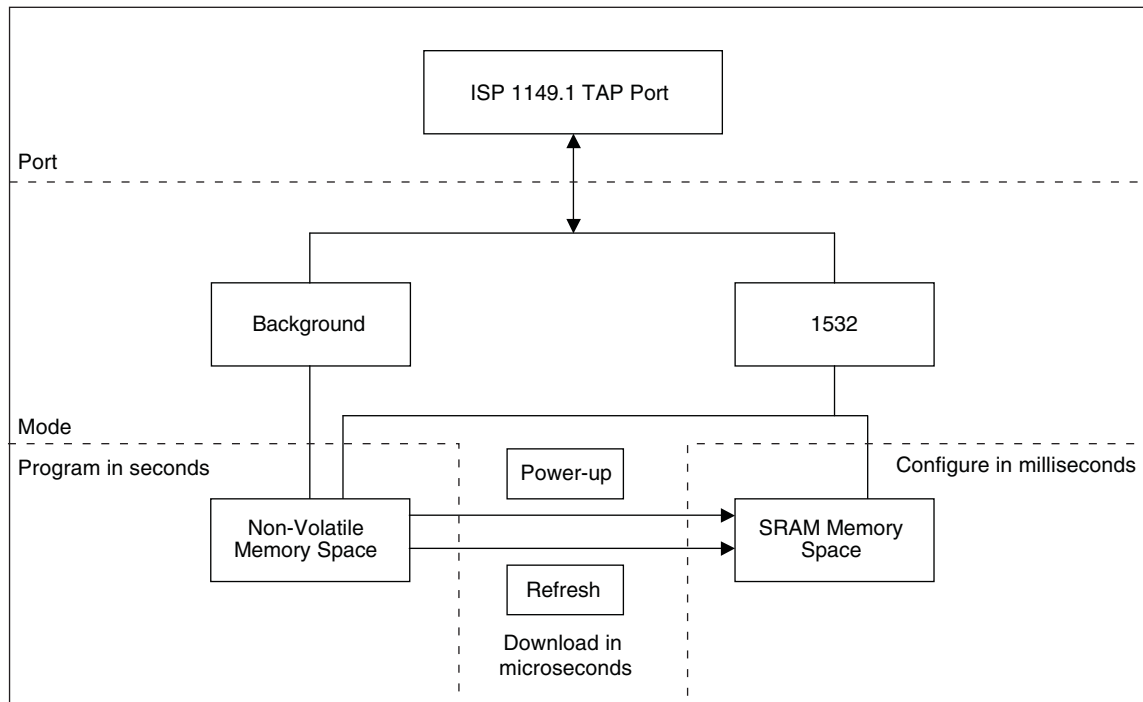 ISP 1149.1 TAP Port
Port
Background
1532
Mode
Program in seconds
Power-up
Configure in milliseconds
Non-Volatile
Memory Space
SRAM Memory
Space
Refresh
Download in
microseconds